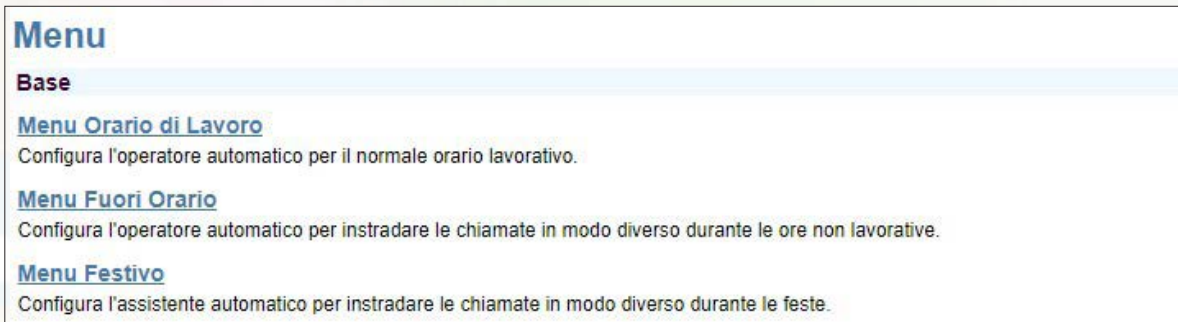 Menu
Base
Menu Orario di Lavoro
Configura l'operatore automatico per il normale orario lavorativo.
Menu Fuori Orario
Configura l'operatore automatico per instradare le chiamate in modo diverso durante le ore non lavorative.
Menu Festivo
Configura l'assistente automatico per instradare le chiamate in modo diverso durante le feste.